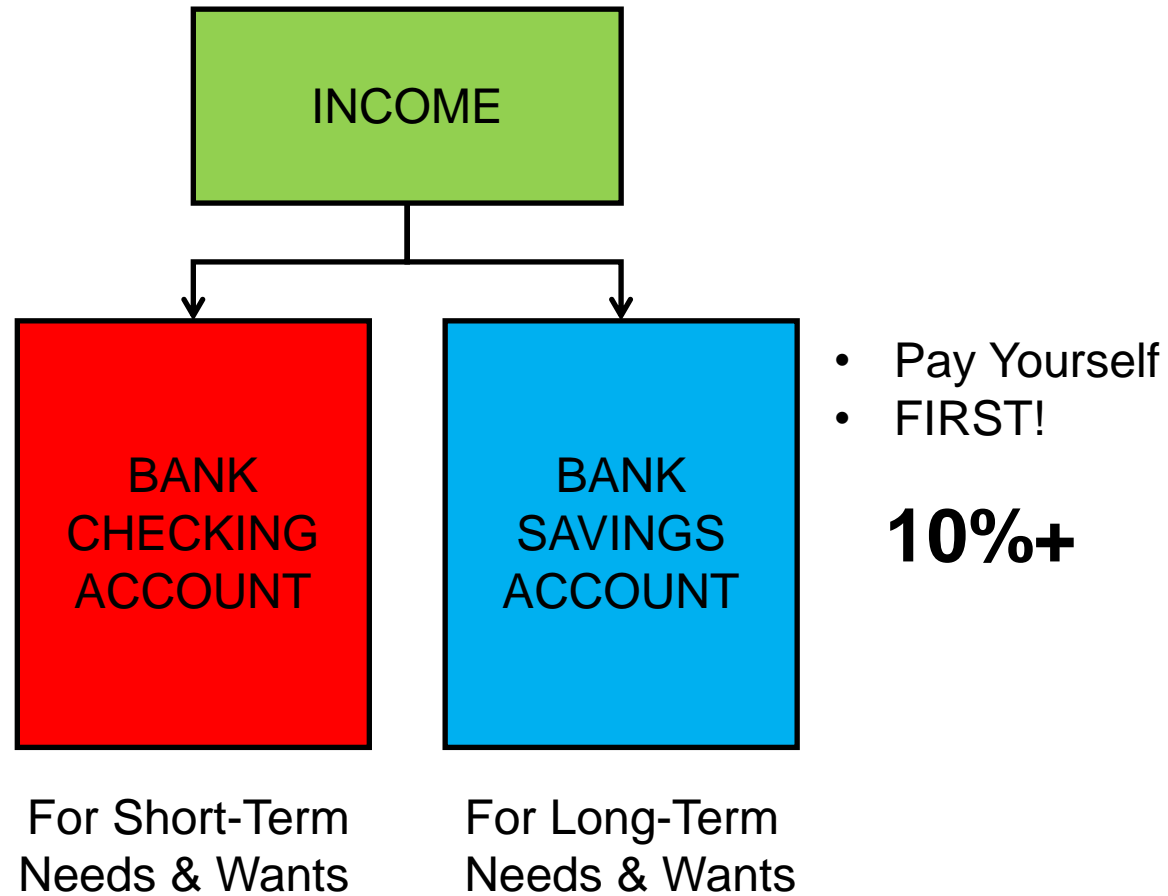 INCOME
BANK
CHECKING
ACCOUNT
BANK
SAVINGS
ACCOUNT
• Pay Yourself
• FIRST!
10%+
For Short-Term
Needs & Wants
For Long-Term
Needs & Wants